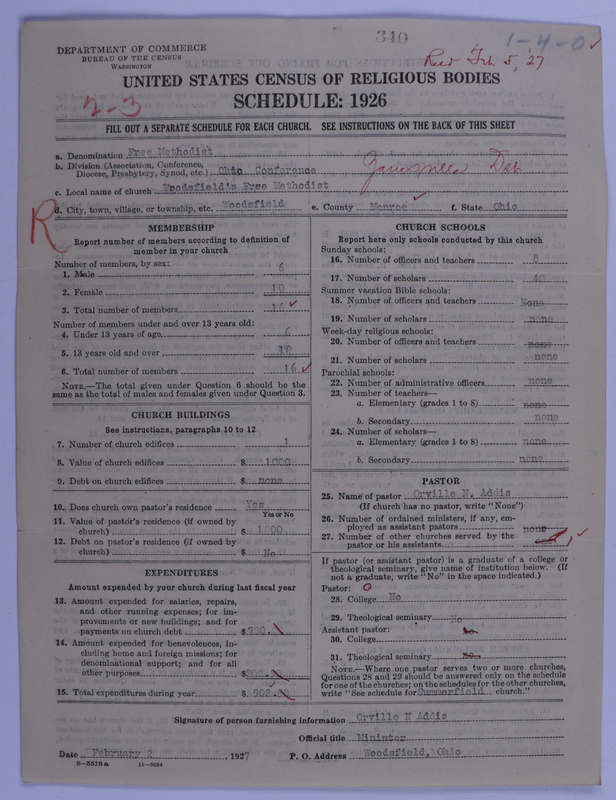 340
1-4-0
DEPARTMENT OF COMMERCE
BUREAU OF THE CENSUS
WASHINGTON
Rec Feb 5, '27
UNITED STATES CENSUS OF RELIGIOUS BODIES
2-3
SCHEDULE: 1926
FILL OUT A SEPARATE SCHEDULE FOR EACH CHURCH. SEE INSTRUCTIONS ON THE BACK OF THIS SHEET
a. Denomination Free Methodist
b. Division (Association, Conference, Diocese, Presbytery, Synod, etc.) Ohio Conference
Zanesville Dist
c. Local name of church Woodsfield's Free Methodist
R
d. City, town, village, or township, etc. Woodsfield e. County Monroe f. State Ohio
MEMBERSHIP
Report number of members according to definition of
member in your church
Number of members, by sex:
1. Male 6
2. Female 10
3. Total number of members 16
Number of members under and over 13 years old:
4. Under 13 years of age 6
5. 13 years old and over 10
6. Total number of members 16
NOTE.—The total given under Question 6 should be the
same as the total of males and females given under Question 3.
CHURCH BUILDINGS
See instructions, paragraphs 10 to 12
7. Number of church edifices 1
8. Value of church edifices $ 1000
9. Debt on church edifices $ none
10. Does church own pastor's residence Yes
Yes or No
11. Value of pastor's residence (if owned by
church) $ 1000
12. Debt on pastor's residence (if owned by
church) $ No
EXPENDITURES
Amount expended by your church during last fiscal year
13. Amount expended for salaries, repairs,
and other running expenses; for im-
provements or new buildings; and for
payments on church debt $ 700.
14. Amount expended for benevolences, in-
cluding home and foreign missions; for
denominational support; and for all
other purposes $
15. Total expenditures during year $ 902.
CHURCH SCHOOLS
Report here only schools conducted by this church
Sunday schools:
16. Number of officers and teachers 8
17. Number of scholars 40
Summer vacation Bible schools:
18. Number of officers and teachers None
19. Number of scholars none
Week-day religious schools:
20. Number of officers and teachers none
21. Number of scholars none
Parochial schools:
22. Number of administrative officers none
23. Number of teachers—
a. Elementary (grades 1 to 8) none
b. Secondary none
24. Number of scholars—
a. Elementary (grades 1 to 8) none
b. Secondary none
PASTOR
25. Name of pastor Orville N. Addis
(If church has no pastor, write "None")
26. Number of ordained ministers, if any, em-
ployed as assistant pastors none
27. Number of other churches served by the
pastor or his assistants 1
If pastor (or assistant pastor) is a graduate of a college or
theological seminary, give name of institution below. (If
not a graduate, write "No" in the space indicated.)
Pastor: 0
28. College No
29. Theological seminary No
Assistant pastor: No
30. College
31. Theological seminary No
NOTE.—Where one pastor serves two or more churches,
Questions 28 and 29 should be answered only on the schedule
for one of the churches; on the schedules for the other churches,
write "See schedule for Summerfield church."
Signature of person furnishing information Orville N Addis
Official title Mininter
Date February 2, 1927 P. O. Address Woodsfield, Ohio
8—5518 a 11—9054